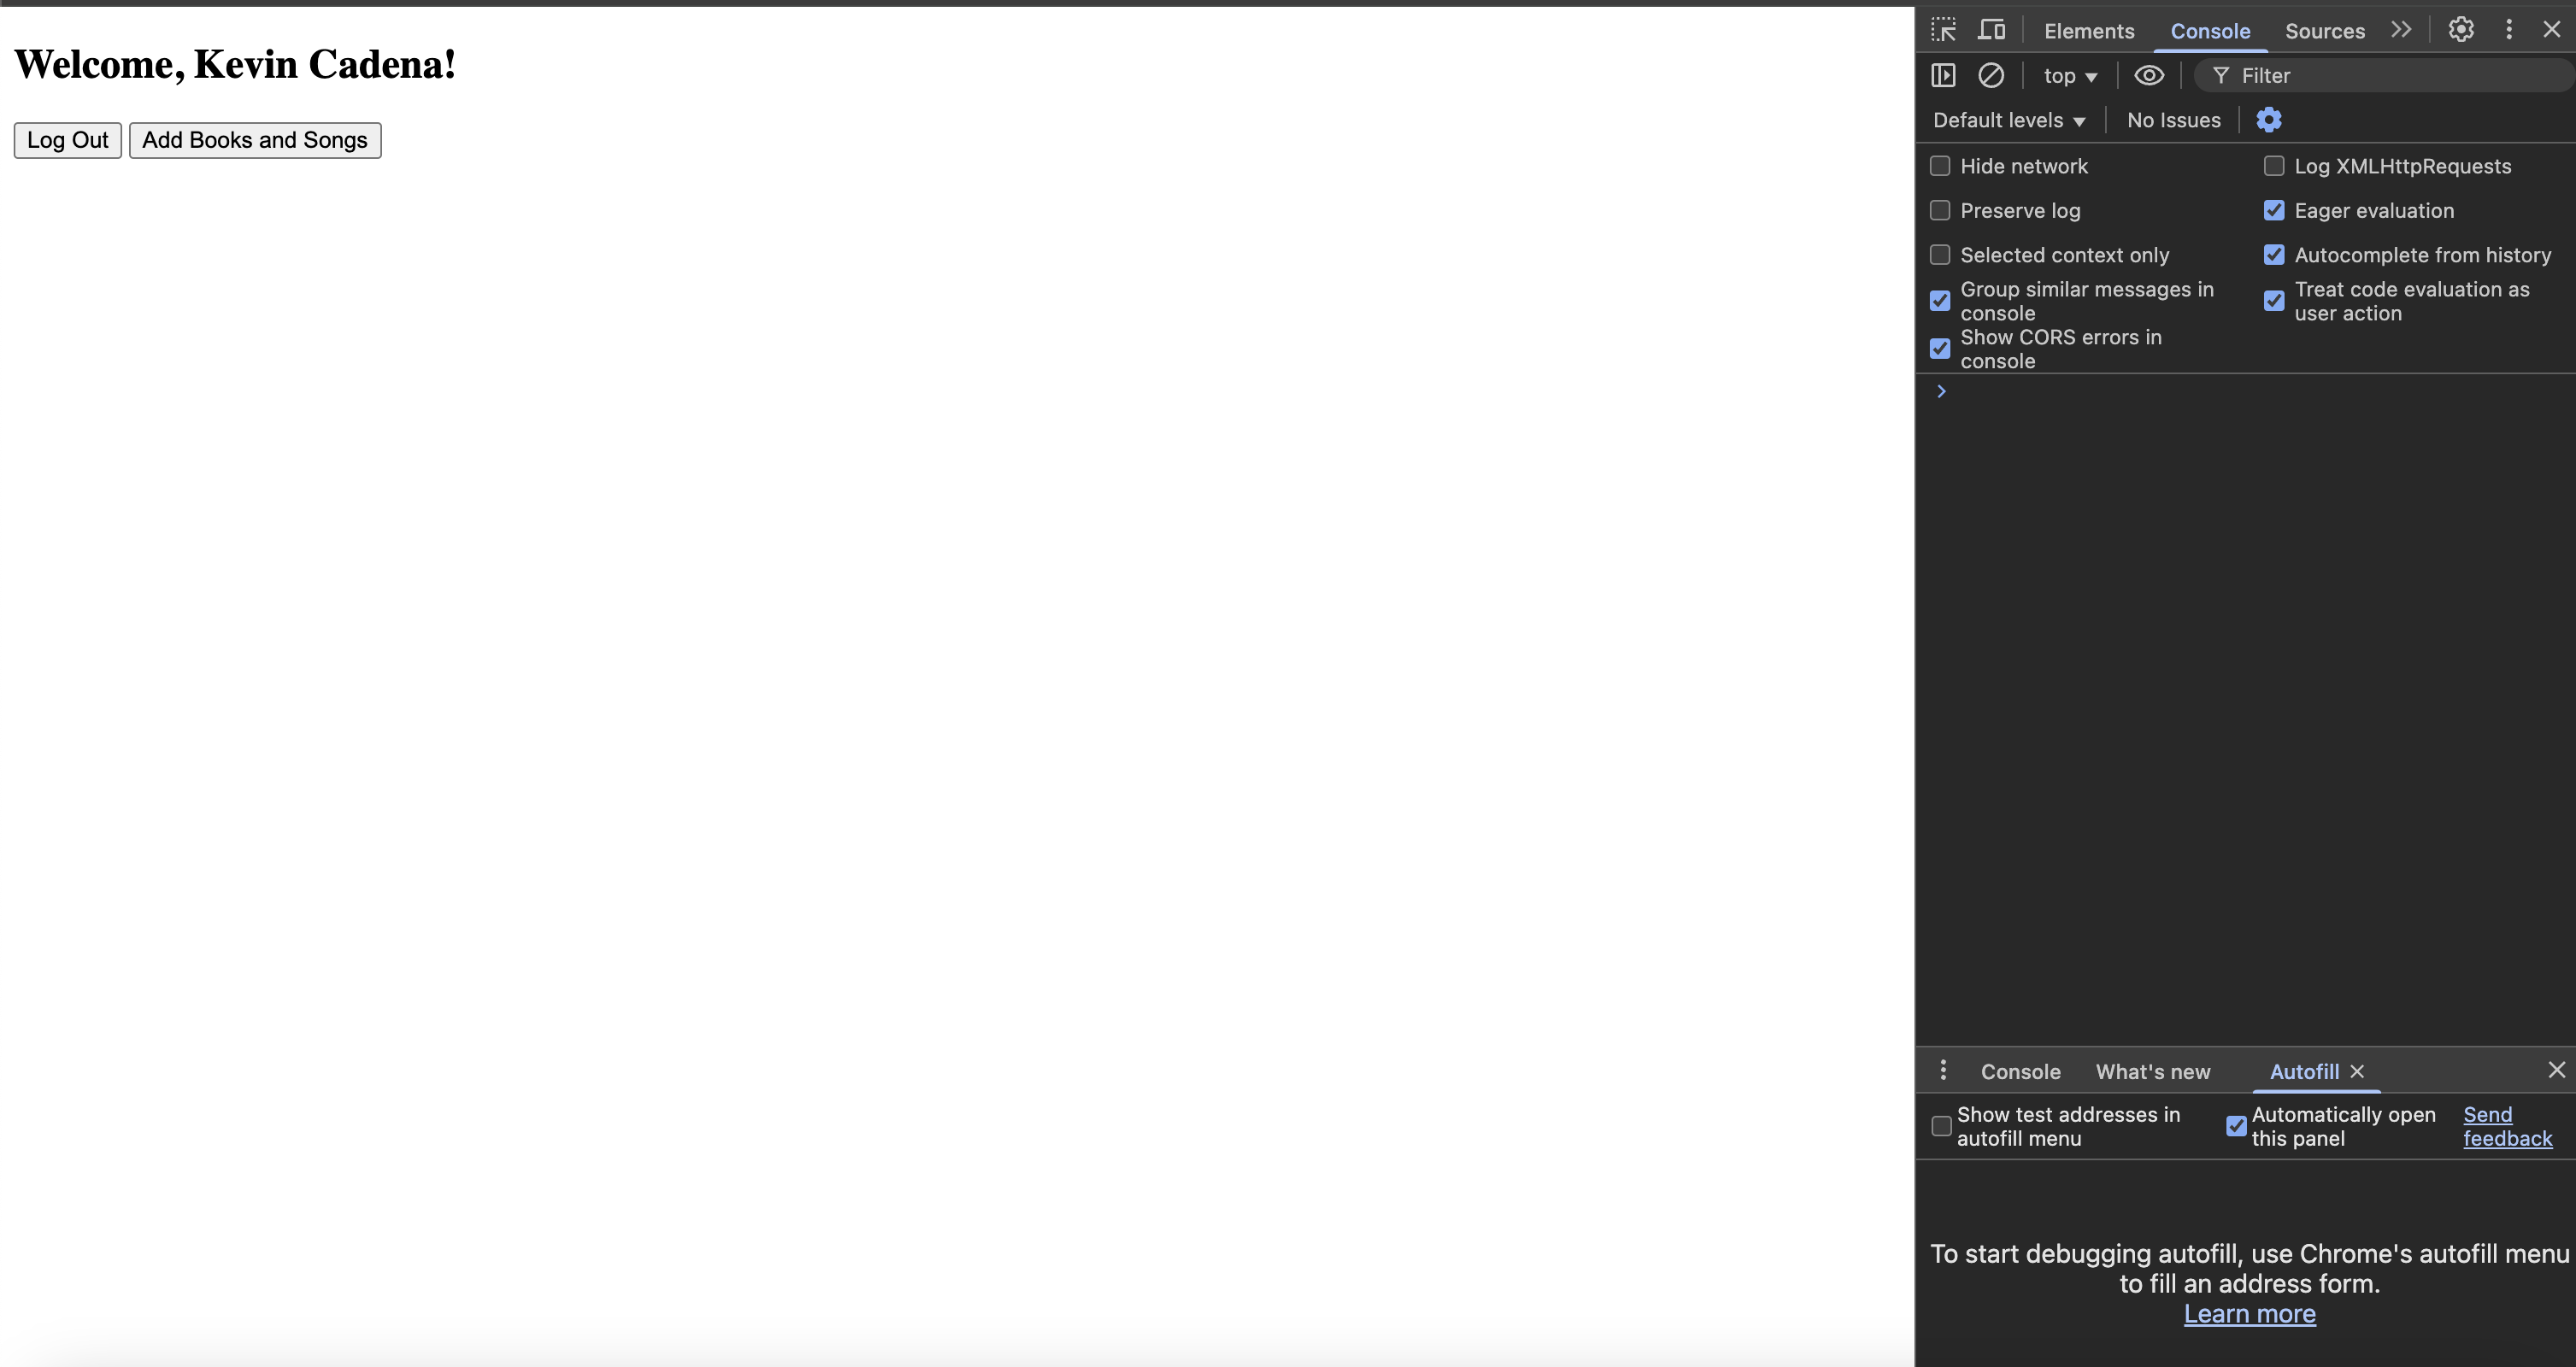 Welcome, Kevin Cadena!
Log Out Add Books and Songs
Elements Console Sources
top Filter
Default levels No Issues
Hide network Log XMLHttpRequests
Preserve log Eager evaluation
Selected context only Autocomplete from history
Group similar messages in
console
Treat code evaluation as
user action
Show CORS errors in
console
Console What's new Autofill
Show test addresses in
autofill menu
Automatically open
this panel
Send
feedback
To start debugging autofill, use Chrome's autofill menu
to fill an address form.
Learn more